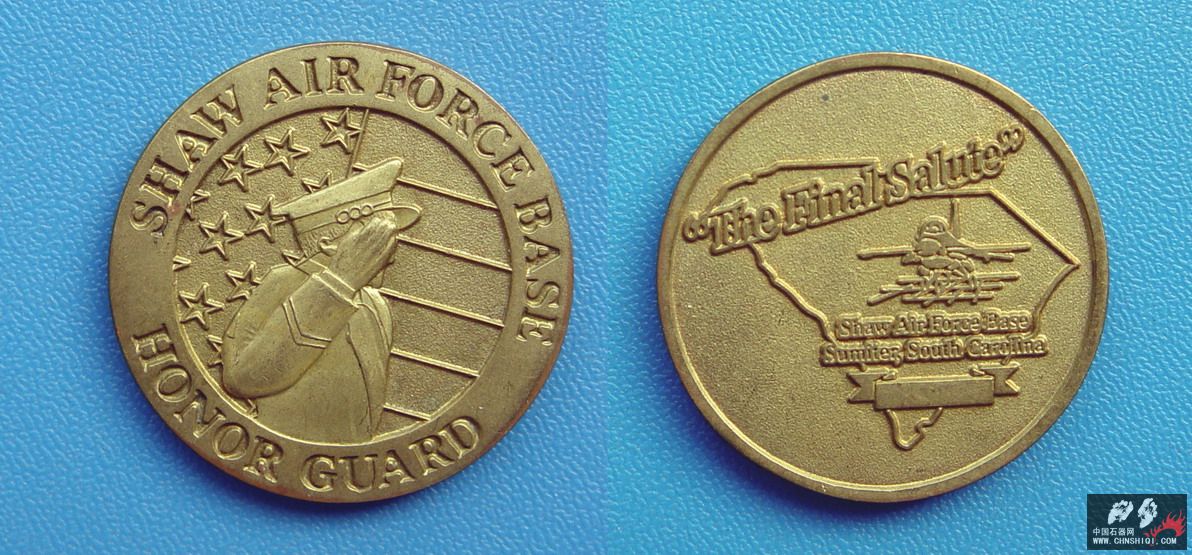 SHAW AIR FORCE BASE
HONOR GUARD
“The Final Salute”
Shaw Air Force Base
Sumter, South Carolina
中国石器网
WWW.CHNSHIQI.COM